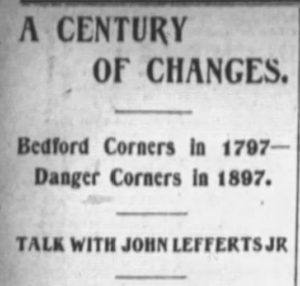 A CENTURY
OF CHANGES.
Bedford Corners in 1797—
Danger Corners in 1897.
TALK WITH JOHN LEFFERTS JR